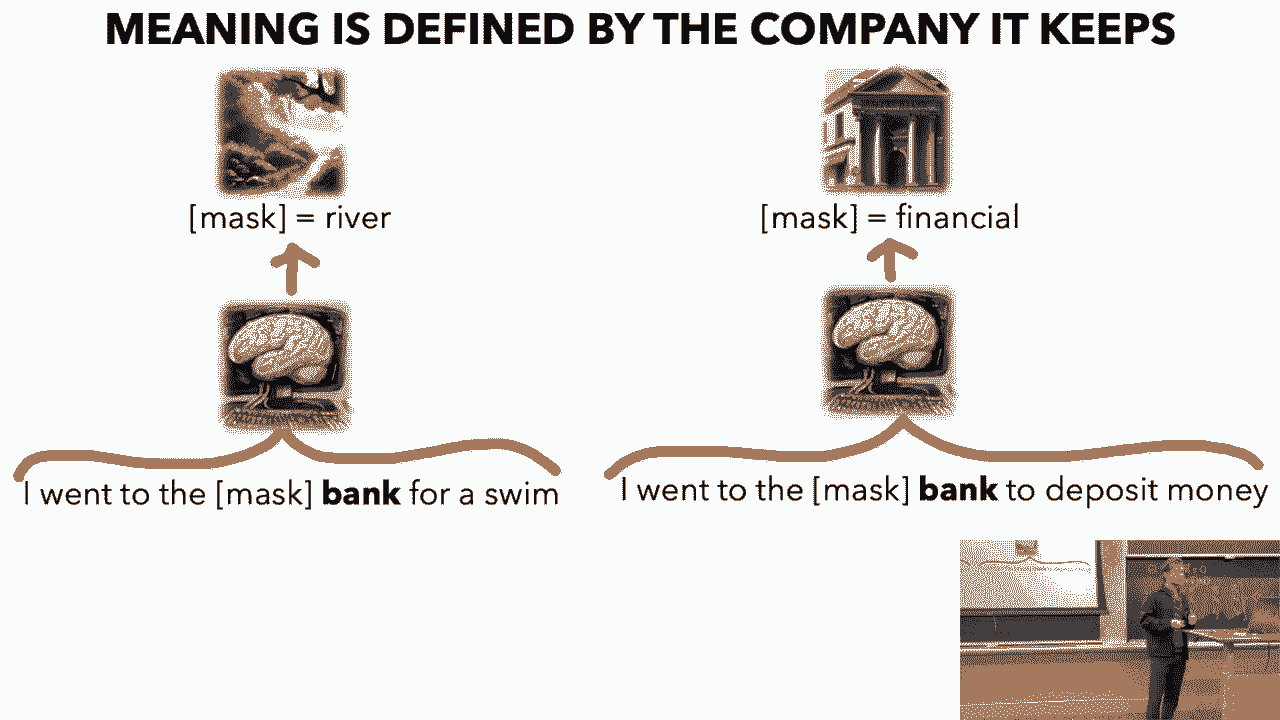 MEANING IS DEFINED BY THE COMPANY IT KEEPS
[mask] = river
[mask] = financial
I went to the [mask] bank for a swim
I went to the [mask] bank to deposit money